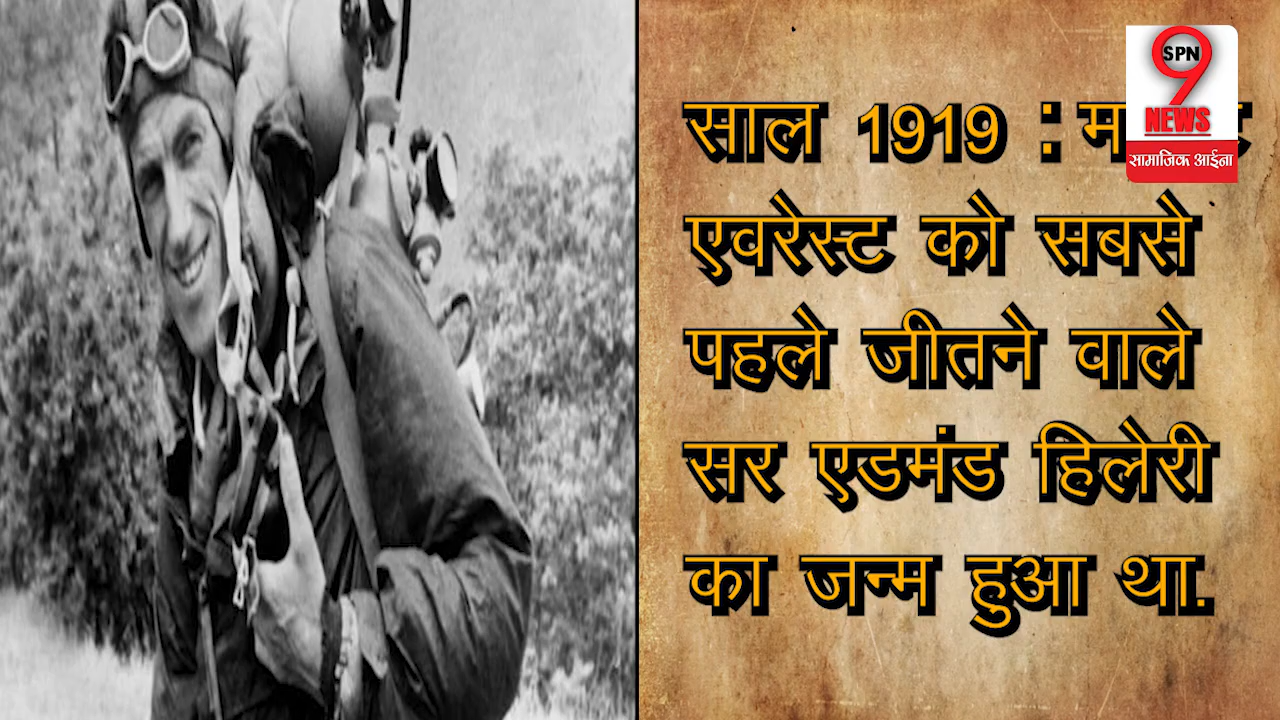 साल 1919 :
एवरेस्ट को सबसे
पहले जीतने वाले
सर एडमंड हिलेरी
का जन्म हुआ था.
SPN
9
NEWS
सामाजिक आईना